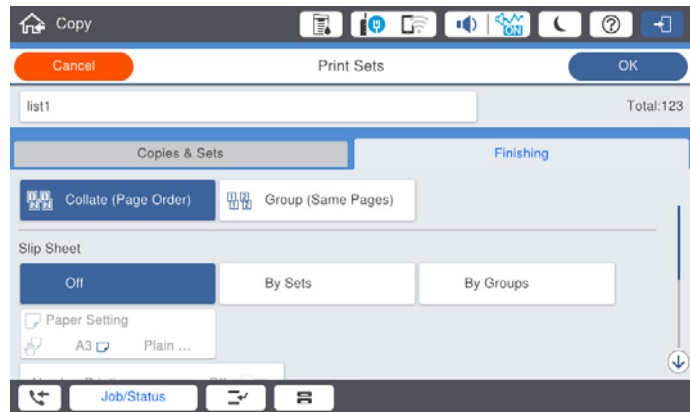 Copy
ON
Cancel
Print Sets
OK
list1
Total:123
Copies & Sets
Finishing
Collate (Page Order)
Group (Same Pages)
Slip Sheet
Off
By Sets
By Groups
Paper Setting
A3
Plain ...
Job/Status